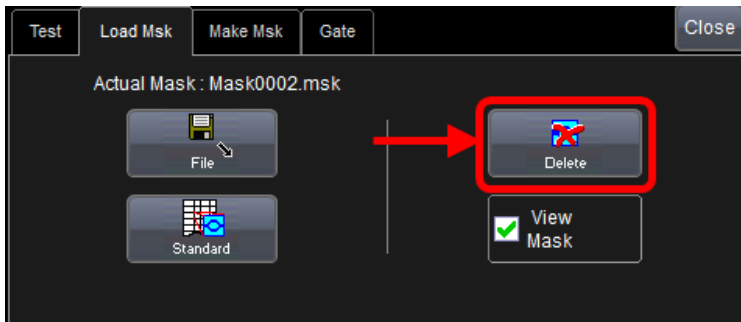 Test Load Msk Make Msk Gate Close
Actual Mask : Mask0002.msk
File
Delete
Standard
View
Mask